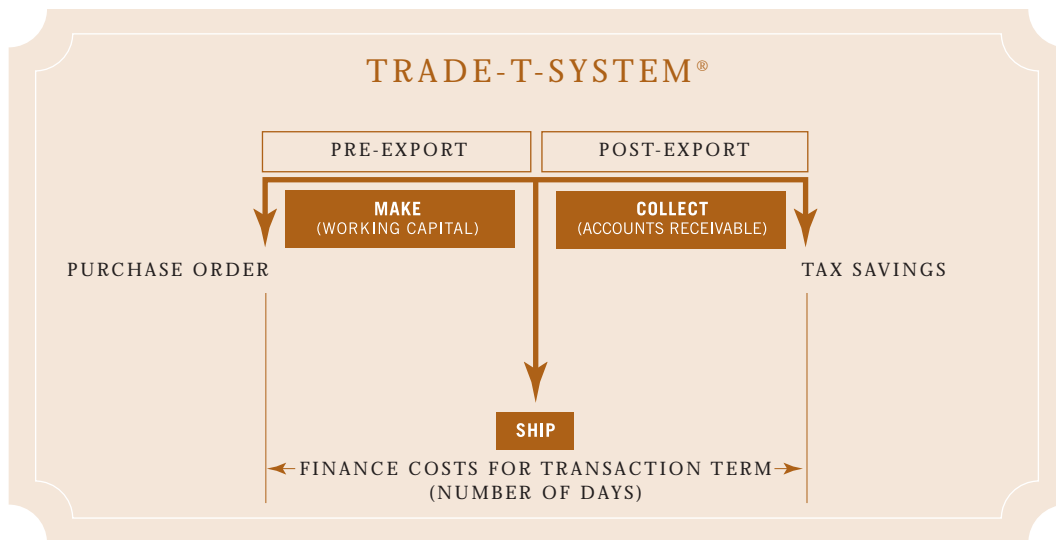 TRADE-T-SYSTEM®
PRE-EXPORT
POST-EXPORT
MAKE
(WORKING CAPITAL)
COLLECT
(ACCOUNTS RECEIVABLE)
PURCHASE ORDER
TAX SAVINGS
SHIP
FINANCE COSTS FOR TRANSACTION TERM
(NUMBER OF DAYS)